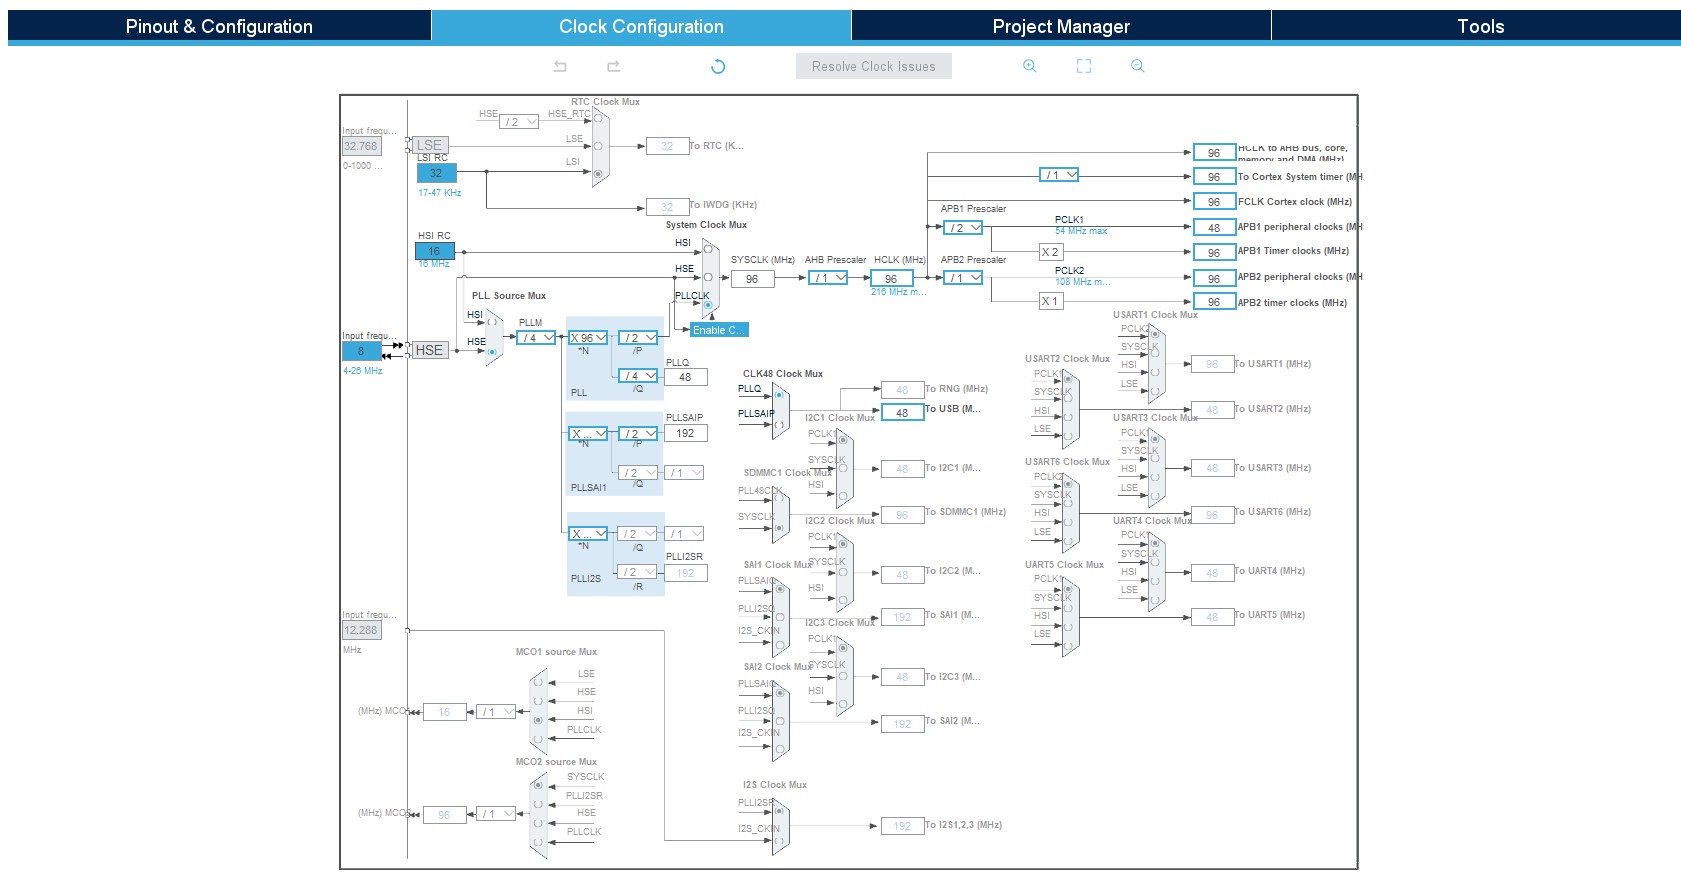 Pinout & Configuration
Clock Configuration
Project Manager
Tools
Resolve Clock Issues
RTC Clock Mux
HSE
/ 2
HSE_RTC
Input frequ...
32.768
0-1000 ...
LSE
LSE
32
To RTC (K...
LSI RC
32
17-47 KHz
LSI
32
To IWDG (KHz)
HSI RC
16
16 MHz
System Clock Mux
HSI
HSE
PLLCLK
Enable C...
SYSCLK (MHz)
96
AHB Prescaler
/ 1
HCLK (MHz)
96
216 MHz m...
96
HCLK to AHB bus, core,
memory and DMA (MHz)
/ 1
96
To Cortex System timer (MH
96
FCLK Cortex clock (MHz)
APB1 Prescaler
/ 2
PCLK1
54 MHz max
48
APB1 peripheral clocks (MH
X 2
96
APB1 Timer clocks (MHz)
APB2 Prescaler
/ 1
PCLK2
108 MHz m...
96
APB2 peripheral clocks (MH
X 1
96
APB2 timer clocks (MHz)
PLL Source Mux
HSI
HSE
Input frequ...
8
4-26 MHz
HSE
PLLM
/ 4
X 96
*N
/ 2
/P
PLLQ
/ 4
/Q
48
PLL
PLLSAIP
X ...
*N
/ 2
/P
192
/ 2
/Q
/ 1
PLLSAI1
X ...
*N
/ 2
/Q
/ 1
PLLI2SR
/ 2
/R
192
PLLI2S
CLK48 Clock Mux
PLLQ
PLLSAIP
48
To RNG (MHz)
48
To USB (M...
I2C1 Clock Mux
PCLK1
SYSCLK
HSI
48
To I2C1 (M...
SDMMC1 Clock Mux
PLL48CLK
SYSCLK
96
To SDMMC1 (MHz)
I2C2 Clock Mux
PCLK1
SYSCLK
HSI
48
To I2C2 (M...
SAI1 Clock Mux
PLLSAIQ
PLLI2SQ
I2S_CKIN
192
To SAI1 (M...
I2C3 Clock Mux
PCLK1
SYSCLK
HSI
48
To I2C3 (M...
SAI2 Clock Mux
PLLSAIQ
PLLI2SQ
I2S_CKIN
192
To SAI2 (M...
I2S Clock Mux
PLLI2SR
I2S_CKIN
192
To I2S1,2,3 (MHz)
USART1 Clock Mux
PCLK2
SYSCLK
HSI
LSE
96
To USART1 (MHz)
USART2 Clock Mux
PCLK1
SYSCLK
HSI
LSE
48
To USART2 (MHz)
USART3 Clock Mux
PCLK1
SYSCLK
HSI
LSE
48
To USART3 (MHz)
USART6 Clock Mux
PCLK2
SYSCLK
HSI
LSE
96
To USART6 (MHz)
UART4 Clock Mux
PCLK1
SYSCLK
HSI
LSE
48
To UART4 (MHz)
UART5 Clock Mux
PCLK1
SYSCLK
HSI
LSE
48
To UART5 (MHz)
Input frequ...
12.288
MHz
MCO1 source Mux
LSE
HSE
HSI
PLLCLK
(MHz) MCO
16
/ 1
MCO2 source Mux
SYSCLK
PLLI2SR
HSE
PLLCLK
(MHz) MCO
96
/ 1